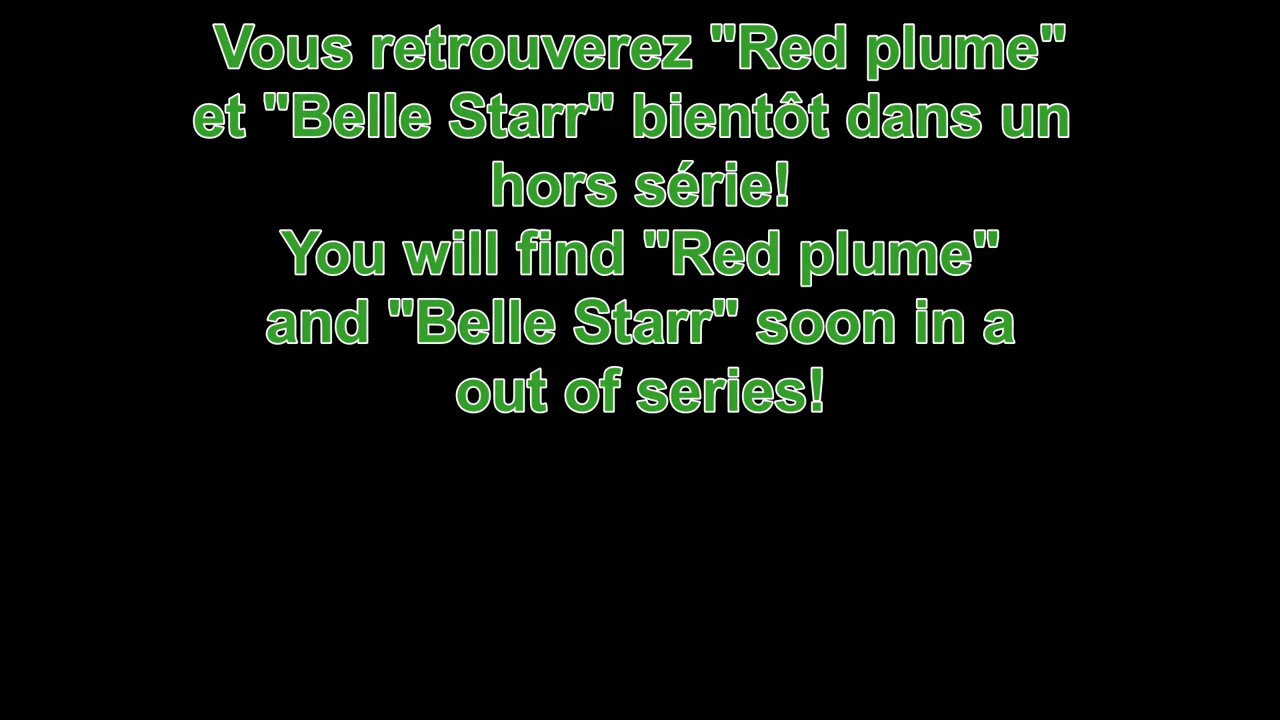 Vous retrouverez "Red plume"
et "Belle Starr" bientôt dans un
hors série!
You will find "Red plume"
and "Belle Starr" soon in a
out of series!